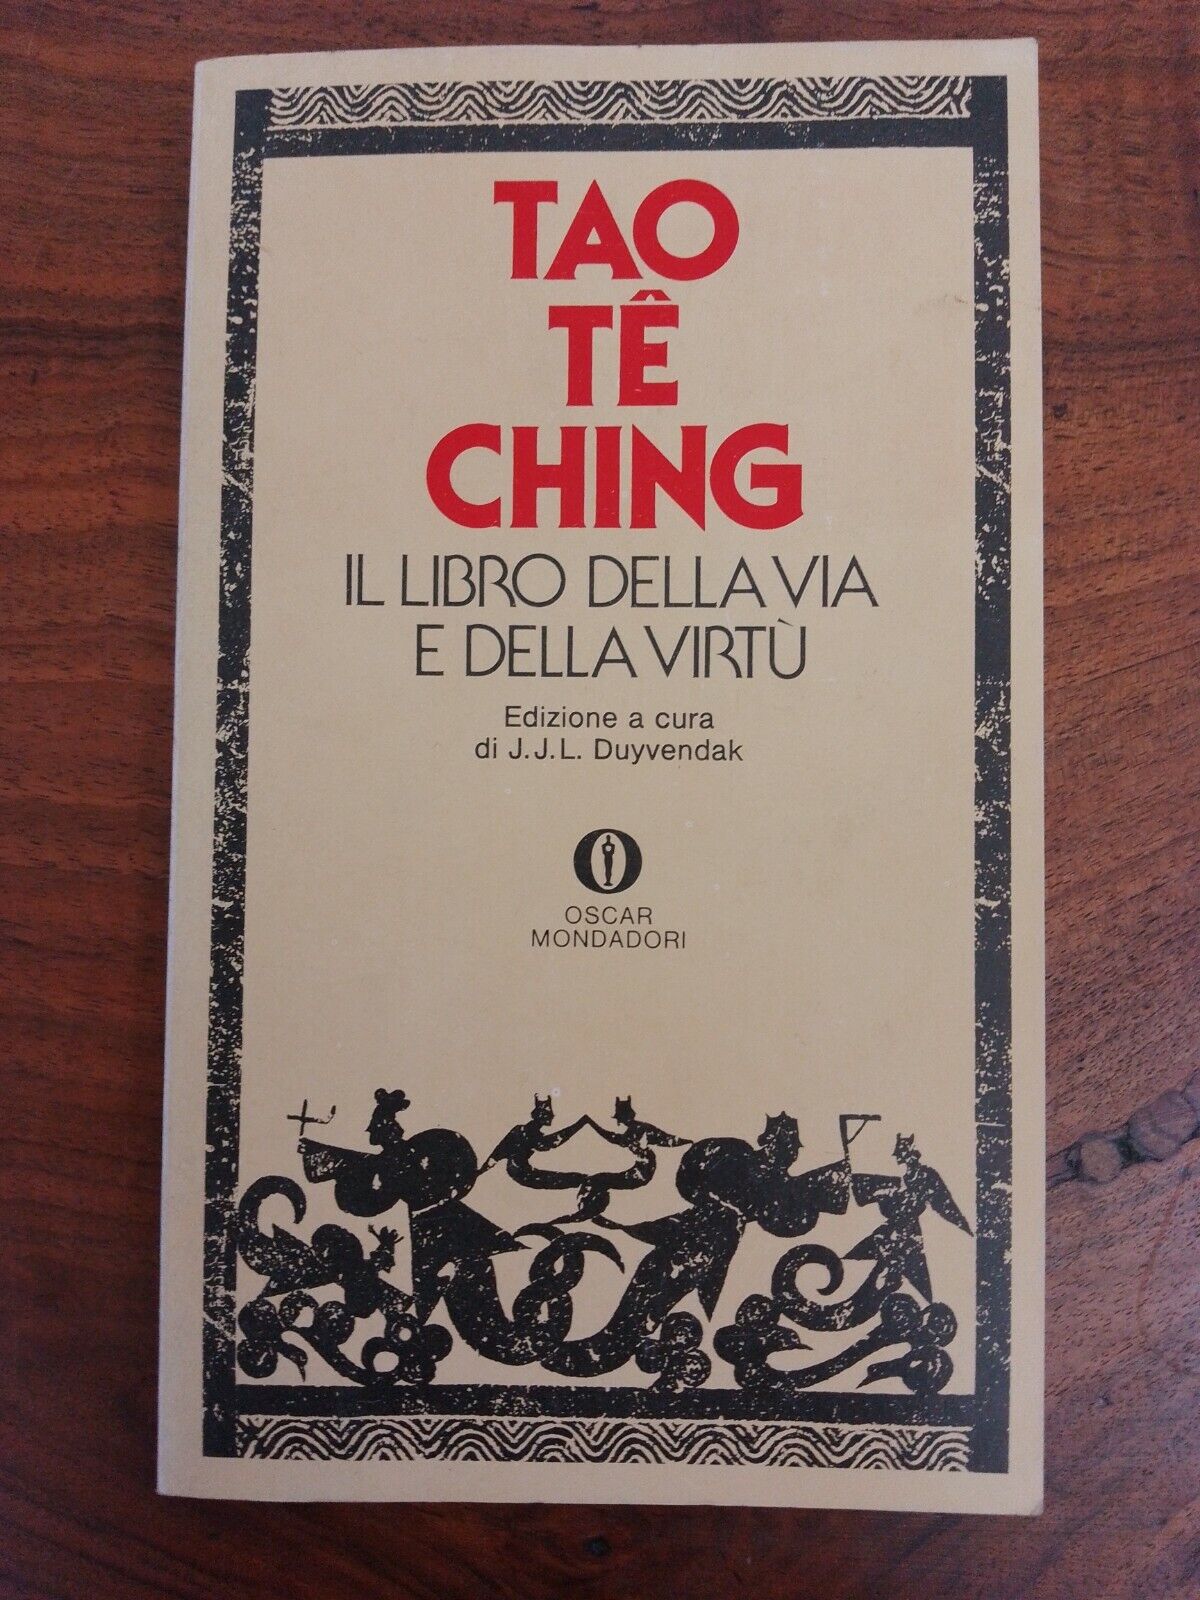 TAO
TÊ
CHING
IL LIBRO DELLA VIA
E DELLA VIRTÙ
Edizione a cura
di J.J.L. Duyvendak
OSCAR
MONDADORI